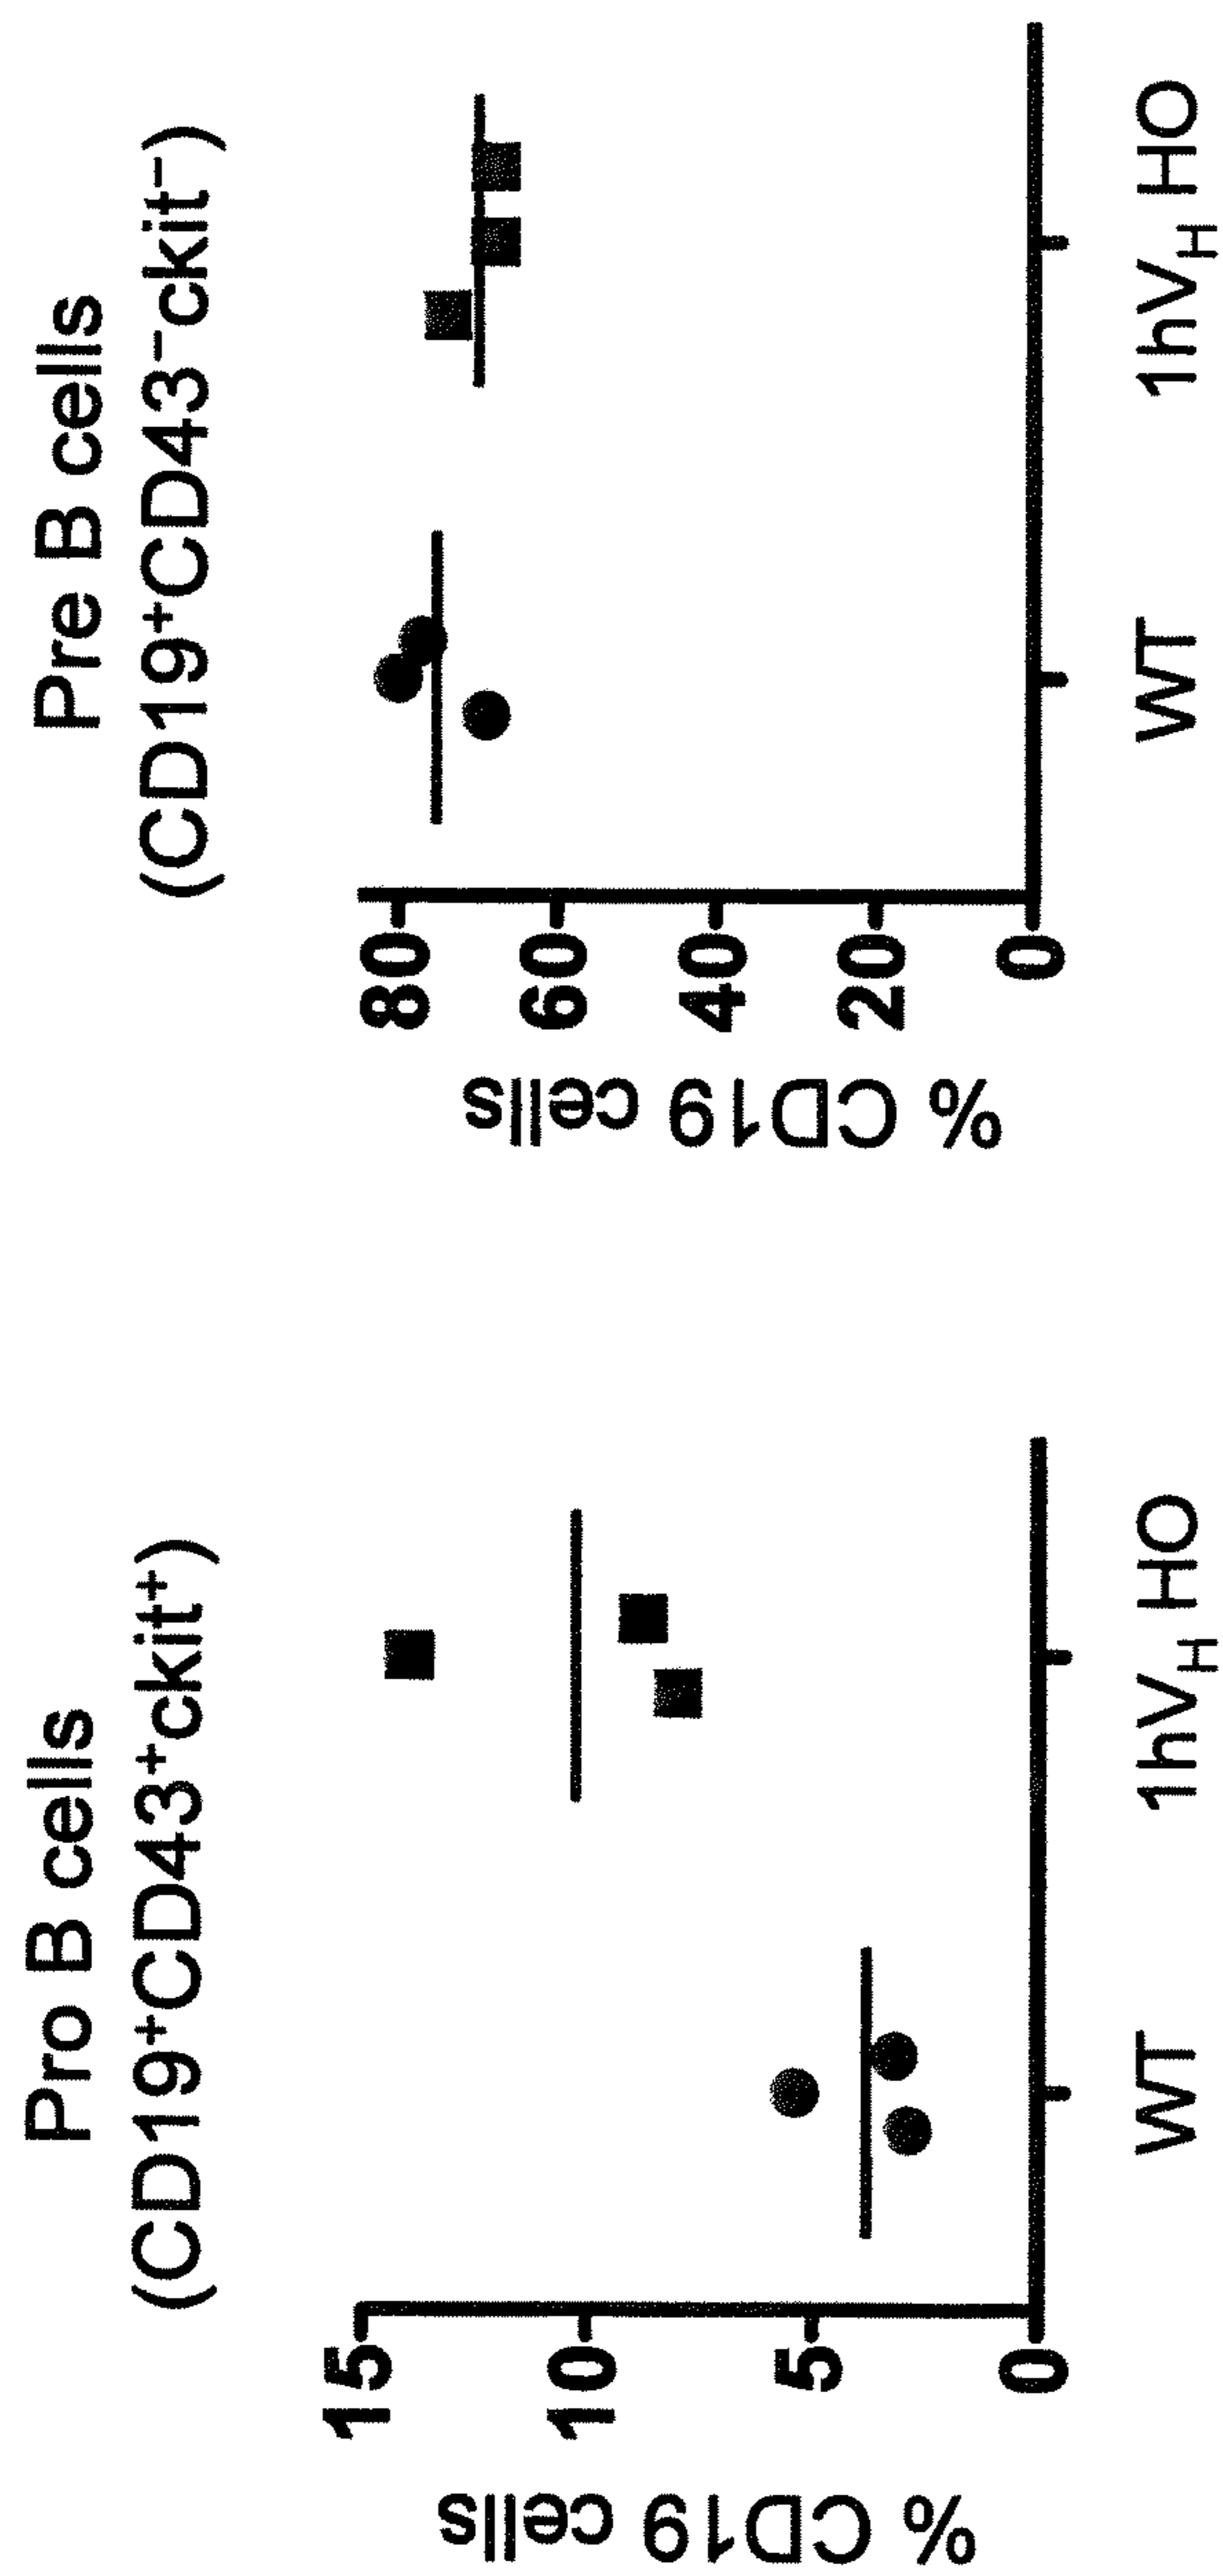 Pro B cells
(CD19⁺CD43⁺ckit⁺)
% CD19 cells
15
10
5
0
WT
1hV_H HO
Pre B cells
(CD19⁺CD43⁻ckit⁻)
% CD19 cells
80
60
40
20
0
WT
1hV_H HO